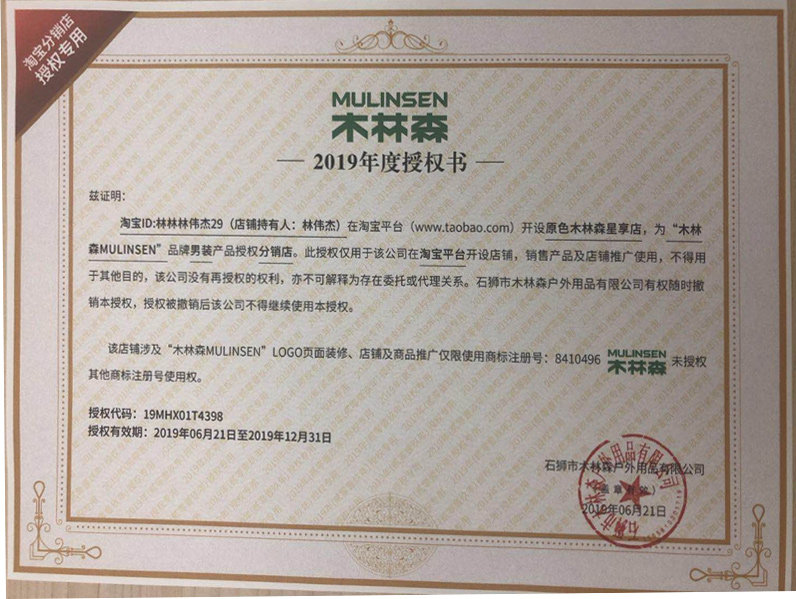 淘宝分销店
授权专用
MULINSEN
木林森
2019年度授权书
兹证明:
淘宝ID:林林林伟杰29（店铺持有人：林伟杰）在淘宝平台（www.taobao.com）开设原色木林森星享店，为“木林
森MULINSEN”品牌男装产品授权分销店。此授权仅用于该公司在淘宝平台开设店铺，销售产品及店铺推广使用，不得用
于其他目的，该公司没有再授权的权利，亦不可解释为存在委托或代理关系。石狮市木林森户外用品有限公司有权随时撤
销本授权，授权被撤销后该公司不得继续使用本授权。
该店铺涉及“木林森MULINSEN”LOGO页面装修、店铺及商品推广仅限使用商标注册号：8410496 MULINSEN 木林森 未授权
其他商标注册号使用权。
授权代码：19MHX01T4398
授权有效期：2019年06月21日至2019年12月31日
石狮市木林森户外用品有限公司
2019年06月21日